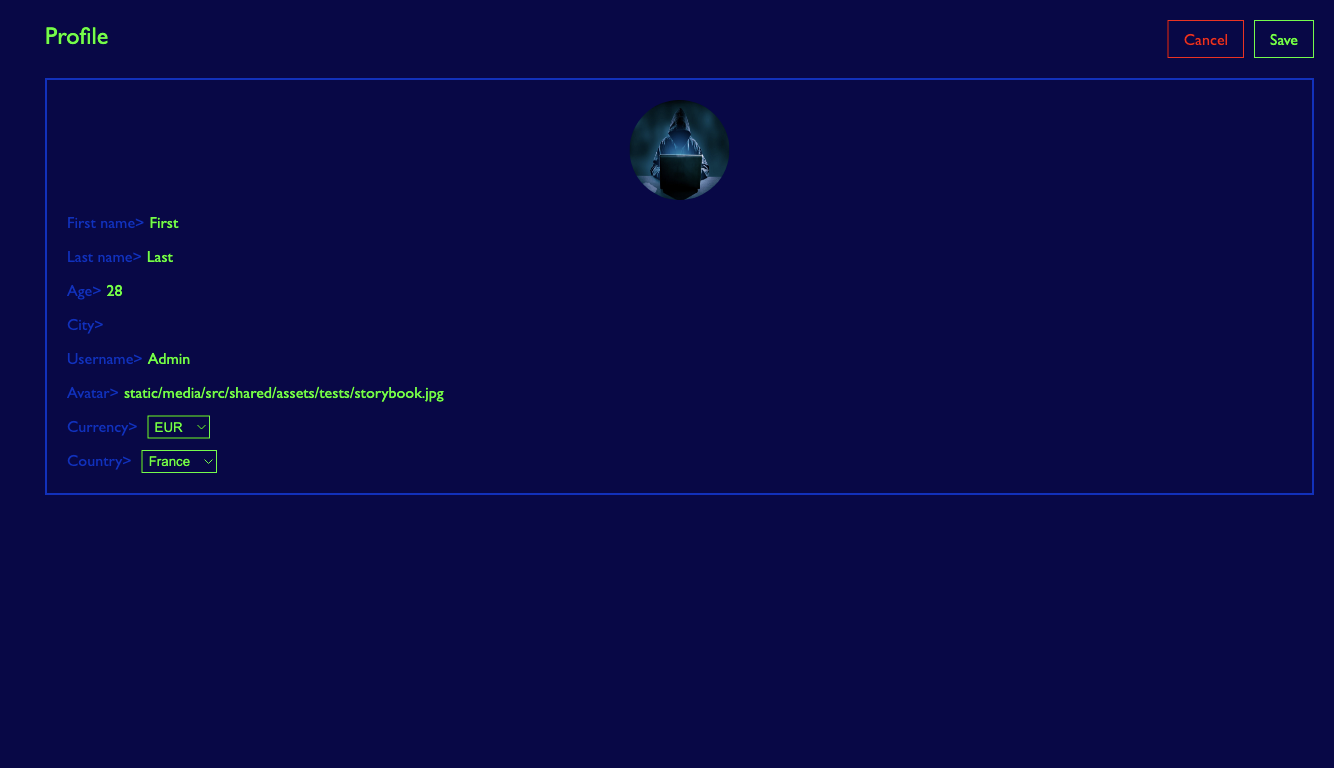 Profile
Cancel
Save
First name> First
Last name> Last
Age> 28
City>
Username> Admin
Avatar> static/media/src/shared/assets/tests/storybook.jpg
Currency> EUR
Country> France